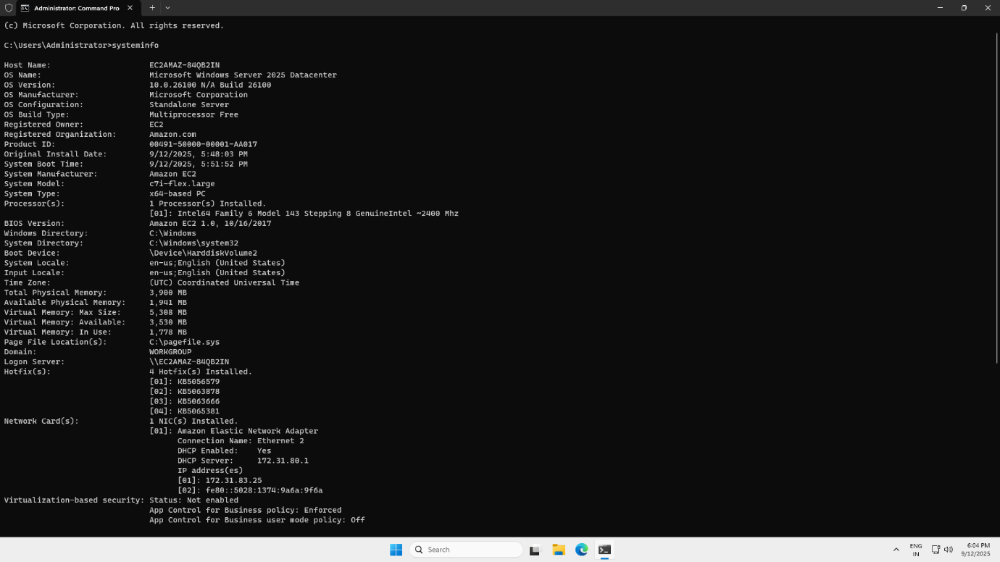 Administrator: Command Pro
(c) Microsoft Corporation. All rights reserved.
C:\Users\Administrator>systeminfo
Host Name: EC2AMAZ-84QB2IN
OS Name: Microsoft Windows Server 2025 Datacenter
OS Version: 10.0.26100 N/A Build 26100
OS Manufacturer: Microsoft Corporation
OS Configuration: Standalone Server
OS Build Type: Multiprocessor Free
Registered Owner: EC2
Registered Organization: Amazon.com
Product ID: 00491-50000-00001-AA017
Original Install Date: 9/12/2025, 5:48:03 PM
System Boot Time: 9/12/2025, 5:51:52 PM
System Manufacturer: Amazon EC2
System Model: c7i-flex.large
System Type: x64-based PC
Processor(s): 1 Processor(s) Installed.
[01]: Intel64 Family 6 Model 143 Stepping 8 GenuineIntel ~2400 Mhz
BIOS Version: Amazon EC2 1.0, 10/16/2017
Windows Directory: C:\Windows
System Directory: C:\Windows\system32
Boot Device: \Device\HarddiskVolume2
System Locale: en-us;English (United States)
Input Locale: en-us;English (United States)
Time Zone: (UTC) Coordinated Universal Time
Total Physical Memory: 3,900 MB
Available Physical Memory: 1,941 MB
Virtual Memory: Max Size: 5,308 MB
Virtual Memory: Available: 3,530 MB
Virtual Memory: In Use: 1,778 MB
Page File Location(s): C:\pagefile.sys
Domain: WORKGROUP
Logon Server: \\EC2AMAZ-84QB2IN
Hotfix(s): 4 Hotfix(s) Installed.
[01]: KB5056579
[02]: KB5063878
[03]: KB5063666
[04]: KB5065381
Network Card(s): 1 NIC(s) Installed.
[01]: Amazon Elastic Network Adapter
Connection Name: Ethernet 2
DHCP Enabled: Yes
DHCP Server: 172.31.80.1
IP address(es)
[01]: 172.31.83.25
[02]: fe80::5028:1374:9a6a:9f6a
Virtualization-based security: Status: Not enabled
App Control for Business policy: Enforced
App Control for Business user mode policy: Off
Search
ENG
IN
6:04 PM
9/12/2025